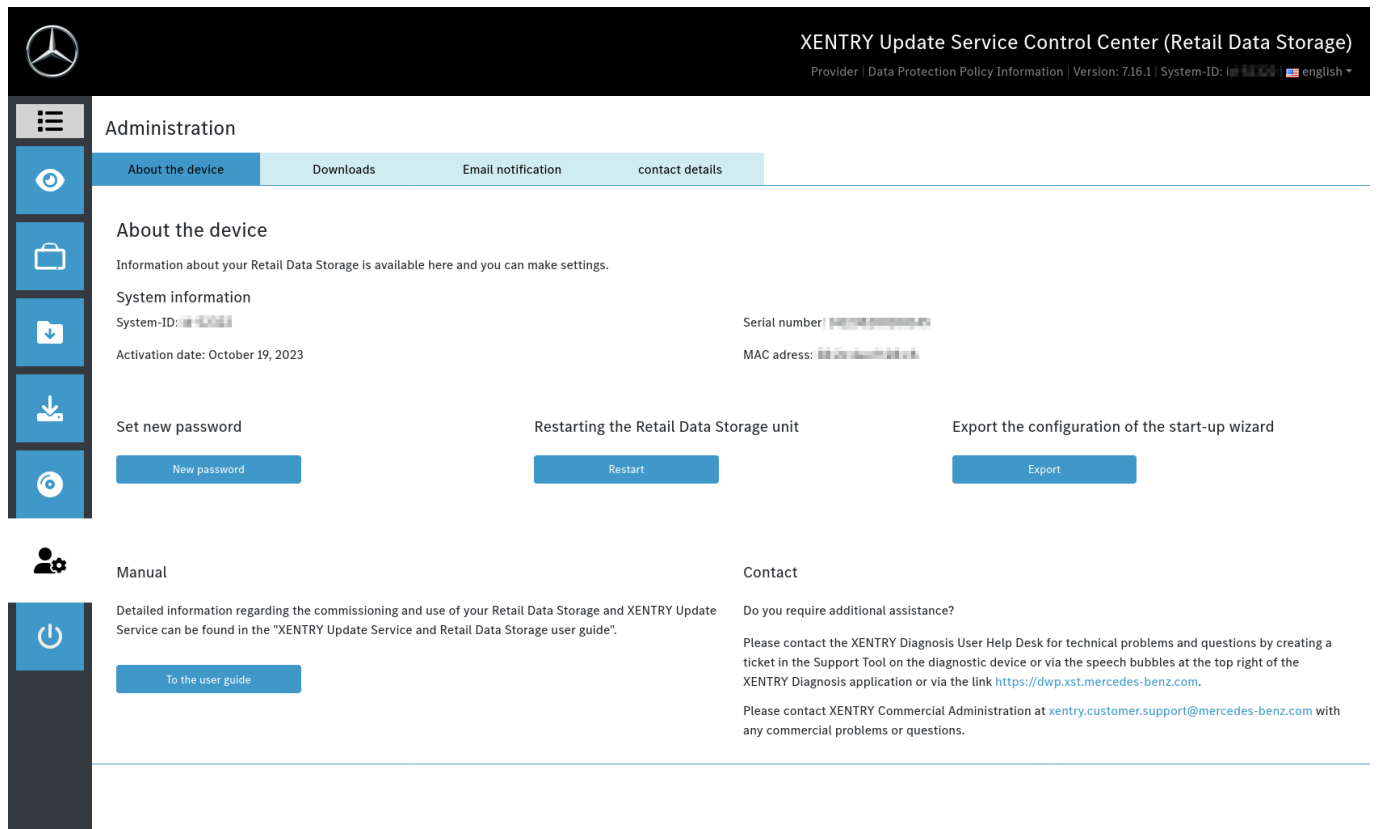 XENTRY Update Service Control Center (Retail Data Storage)
Provider | Data Protection Policy Information | Version: 7.16.1 | System-ID: | english
Administration
About the device Downloads Email notification contact details
About the device
Information about your Retail Data Storage is available here and you can make settings.
System information
System-ID: Serial number
Activation date: October 19, 2023 MAC adress:
Set new password Restarting the Retail Data Storage unit Export the configuration of the start-up wizard
New password Restart Export
Manual
Detailed information regarding the commissioning and use of your Retail Data Storage and XENTRY Update
Service can be found in the "XENTRY Update Service and Retail Data Storage user guide".
To the user guide
Contact
Do you require additional assistance?
Please contact the XENTRY Diagnosis User Help Desk for technical problems and questions by creating a
ticket in the Support Tool on the diagnostic device or via the speech bubbles at the top right of the
XENTRY Diagnosis application or via the link https://dwp.xst.mercedes-benz.com.
Please contact XENTRY Commercial Administration at xentry.customer.support@mercedes-benz.com with
any commercial problems or questions.